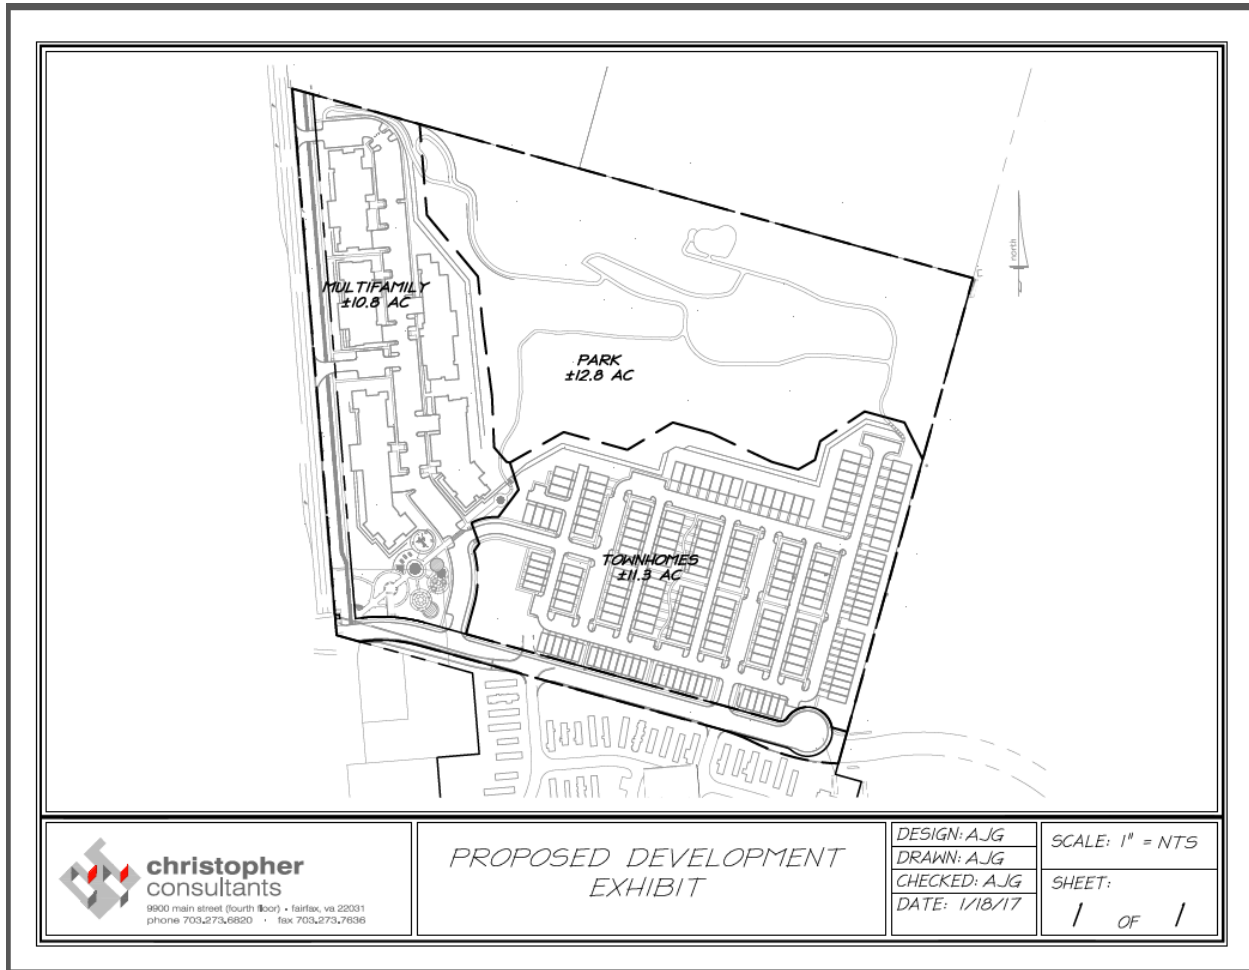 north
MULTIFAMILY
±10.8 AC
PARK
±12.8 AC
TOWNHOMES
±11.3 AC
christopher
consultants
9900 main street (fourth floor) • fairfax, va 22031
phone 703.273.6820 · fax 703.273.7636
PROPOSED DEVELOPMENT
EXHIBIT
DESIGN: AJG
DRAWN: AJG
CHECKED: AJG
DATE: 1/18/17
SCALE: 1" = NTS
SHEET:
1 OF 1